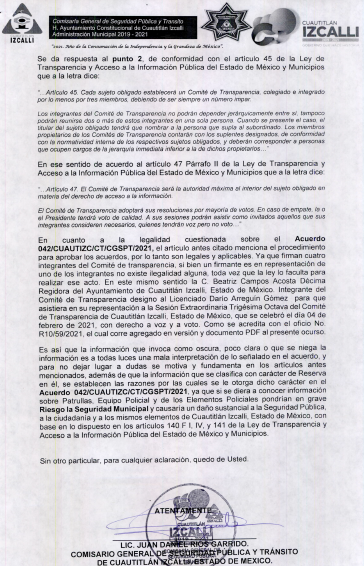 IZCALLI
Comisaría General de Seguridad Pública y Tránsito
H. Ayuntamiento Constitucional de Cuautitlán Izcalli
Administración Municipal 2019 - 2021
CUAUTITLÁN
IZCALLI
"2021. Año de la Consumación de la Independencia y la Grandeza de México".
Se da respuesta al punto 2, de conformidad con el artículo 45 de la Ley de
Transparencia y Acceso a la Información Pública del Estado de México y Municipios
que a la letra dice:
"...Artículo 45. Cada sujeto obligado establecerá un Comité de Transparencia, colegiado e integrado
por lo menos por tres miembros, debiendo de ser siempre un número impar.
Los integrantes del Comité de Transparencia no podrán depender jerárquicamente entre sí, tampoco
podrán reunirse dos o más de estos integrantes en una sola persona. Cuando se presente el caso, el
titular del sujeto obligado tendrá que nombrar a la persona que supla al subordinado. Los miembros
propietarios de los Comités de Transparencia contarán con los suplentes designados, de conformidad
con la normatividad interna de los respectivos sujetos obligados, y deberán corresponder a personas
que ocupen cargos de la jerarquía inmediata inferior a la de dichos propietarios..."
En ese sentido de acuerdo al artículo 47 Párrafo II de la Ley de Transparencia y
Acceso a la Información Pública del Estado de México y Municipios que a la letra dice:
"...Artículo 47. El Comité de Transparencia será la autoridad máxima al interior del sujeto obligado en
materia del derecho de acceso a la información.
El Comité de Transparencia adoptará sus resoluciones por mayoría de votos. En caso de empate, la o
el Presidente tendrá voto de calidad. A sus sesiones podrán asistir como invitados aquellos que sus
integrantes consideren necesarios, quienes tendrán voz pero no voto..."
En cuanto a la legalidad cuestionada sobre el Acuerdo
042/CUAUTIZC/CT/CGSPT/2021, el artículo antes citado menciona el procedimiento
para aprobar los acuerdos, por lo tanto son legales y aplicables. Ya que firman cuatro
integrantes del Comité de transparencia, si bien un firmante es en representación de
uno de los integrantes no existe ilegalidad alguna, toda vez que la ley lo faculta para
realizar ese acto. En este mismo sentido la C. Beatriz Campos Acosta Décima
Regidora del Ayuntamiento de Cuautitlán Izcalli, Estado de México. Integrante del
Comité de Transparencia designo al Licenciado Darío Arreguín Gómez para que
asistiera en su representación a la Sesión Extraordinaria Trigésima Octava del Comité
de Transparencia de Cuautitlán Izcalli, Estado de México, que se celebró el día 04 de
febrero de 2021, con derecho a voz y a voto. Como se acredita con el oficio No.
R10/59/2021, el cual corre agregado en versión y documento PDF al presente ocurso.
Es así que la información que invoca como oscura, poco clara o que se niega la
información es a todas luces una mala interpretación de lo señalado en el acuerdo, y
para no dejar lugar a dudas se motiva y fundamenta en los artículos antes
mencionados, además de que la información que se clasifica con carácter de Reserva
en él, se establecen las razones por las cuales se le otorga dicho carácter en el
Acuerdo 042/CUAUTIZC/CT/CGSPT/2021, ya que si se diera a conocer información
sobre Patrullas, Equipo Policial y de los Elementos Policiales pondrían en grave
Riesgo la Seguridad Municipal y causaría un daño sustancial a la Seguridad Pública,
a la ciudadanía y a los mismos elementos de Cuautitlán Izcalli, Estado de México, con
base en lo dispuesto en los artículos 140 F I, IV, y 141 de la Ley de Transparencia y
Acceso a la Información Pública del Estado de México y Municipios.
Sin otro particular, para cualquier aclaración, quedo de Usted.
ATENTAMENTE
CUAUTITLÁN
IZCALLI
LIC. JUAN DANIEL RÍOS GARRIDO.
COMISARIO GENERAL DE SEGURIDAD PÚBLICA Y TRÁNSITO
DE CUAUTITLÁN IZCALLI, ESTADO DE MÉXICO.